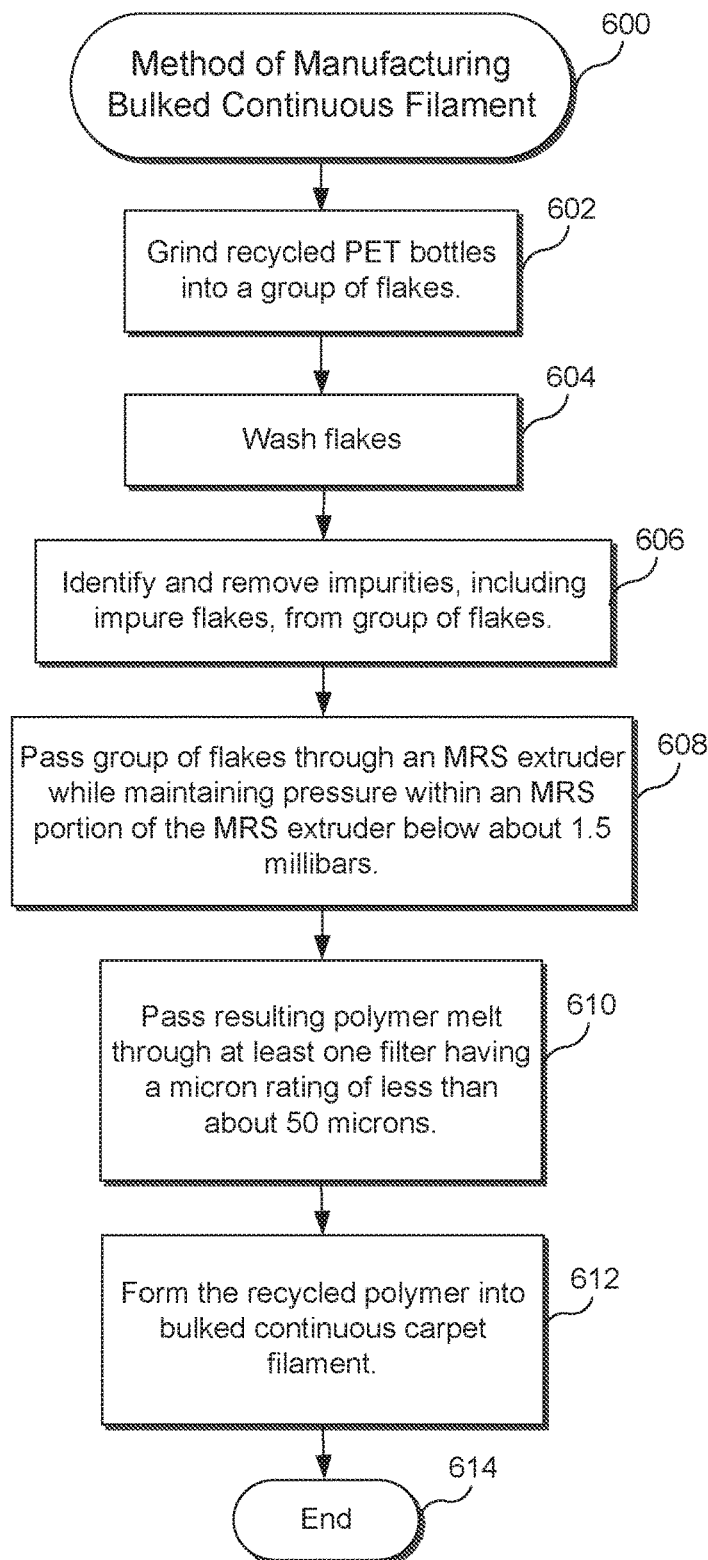 600
Method of Manufacturing
Bulked Continuous Filament
602
Grind recycled PET bottles
into a group of flakes.
604
Wash flakes
606
Identify and remove impurities, including
impure flakes, from group of flakes.
608
Pass group of flakes through an MRS extruder
while maintaining pressure within an MRS
portion of the MRS extruder below about 1.5
millibars.
610
Pass resulting polymer melt
through at least one filter having
a micron rating of less than
about 50 microns.
612
Form the recycled polymer into
bulked continuous carpet
filament.
614
End